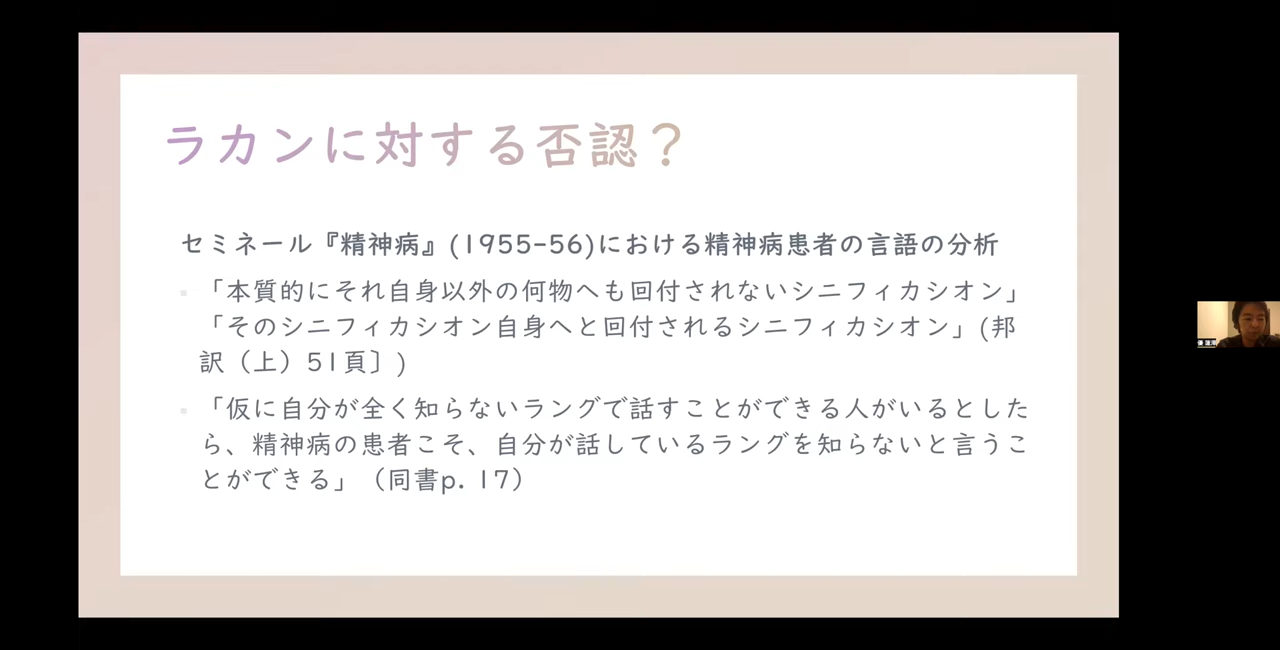 ラカンに対する否認？
セミネール『精神病』(1955-56)における精神病患者の言語の分析
「本質的にそれ自身以外の何物へも回付されないシニフィカシオン」
「そのシニフィカシオン自身へと回付されるシニフィカシオン」(邦
訳（上）51頁〕)
「仮に自分が全く知らないラングで話すことができる人がいるとした
ら、精神病の患者こそ、自分が話しているラングを知らないと言うこ
とができる」（同書p. 17）